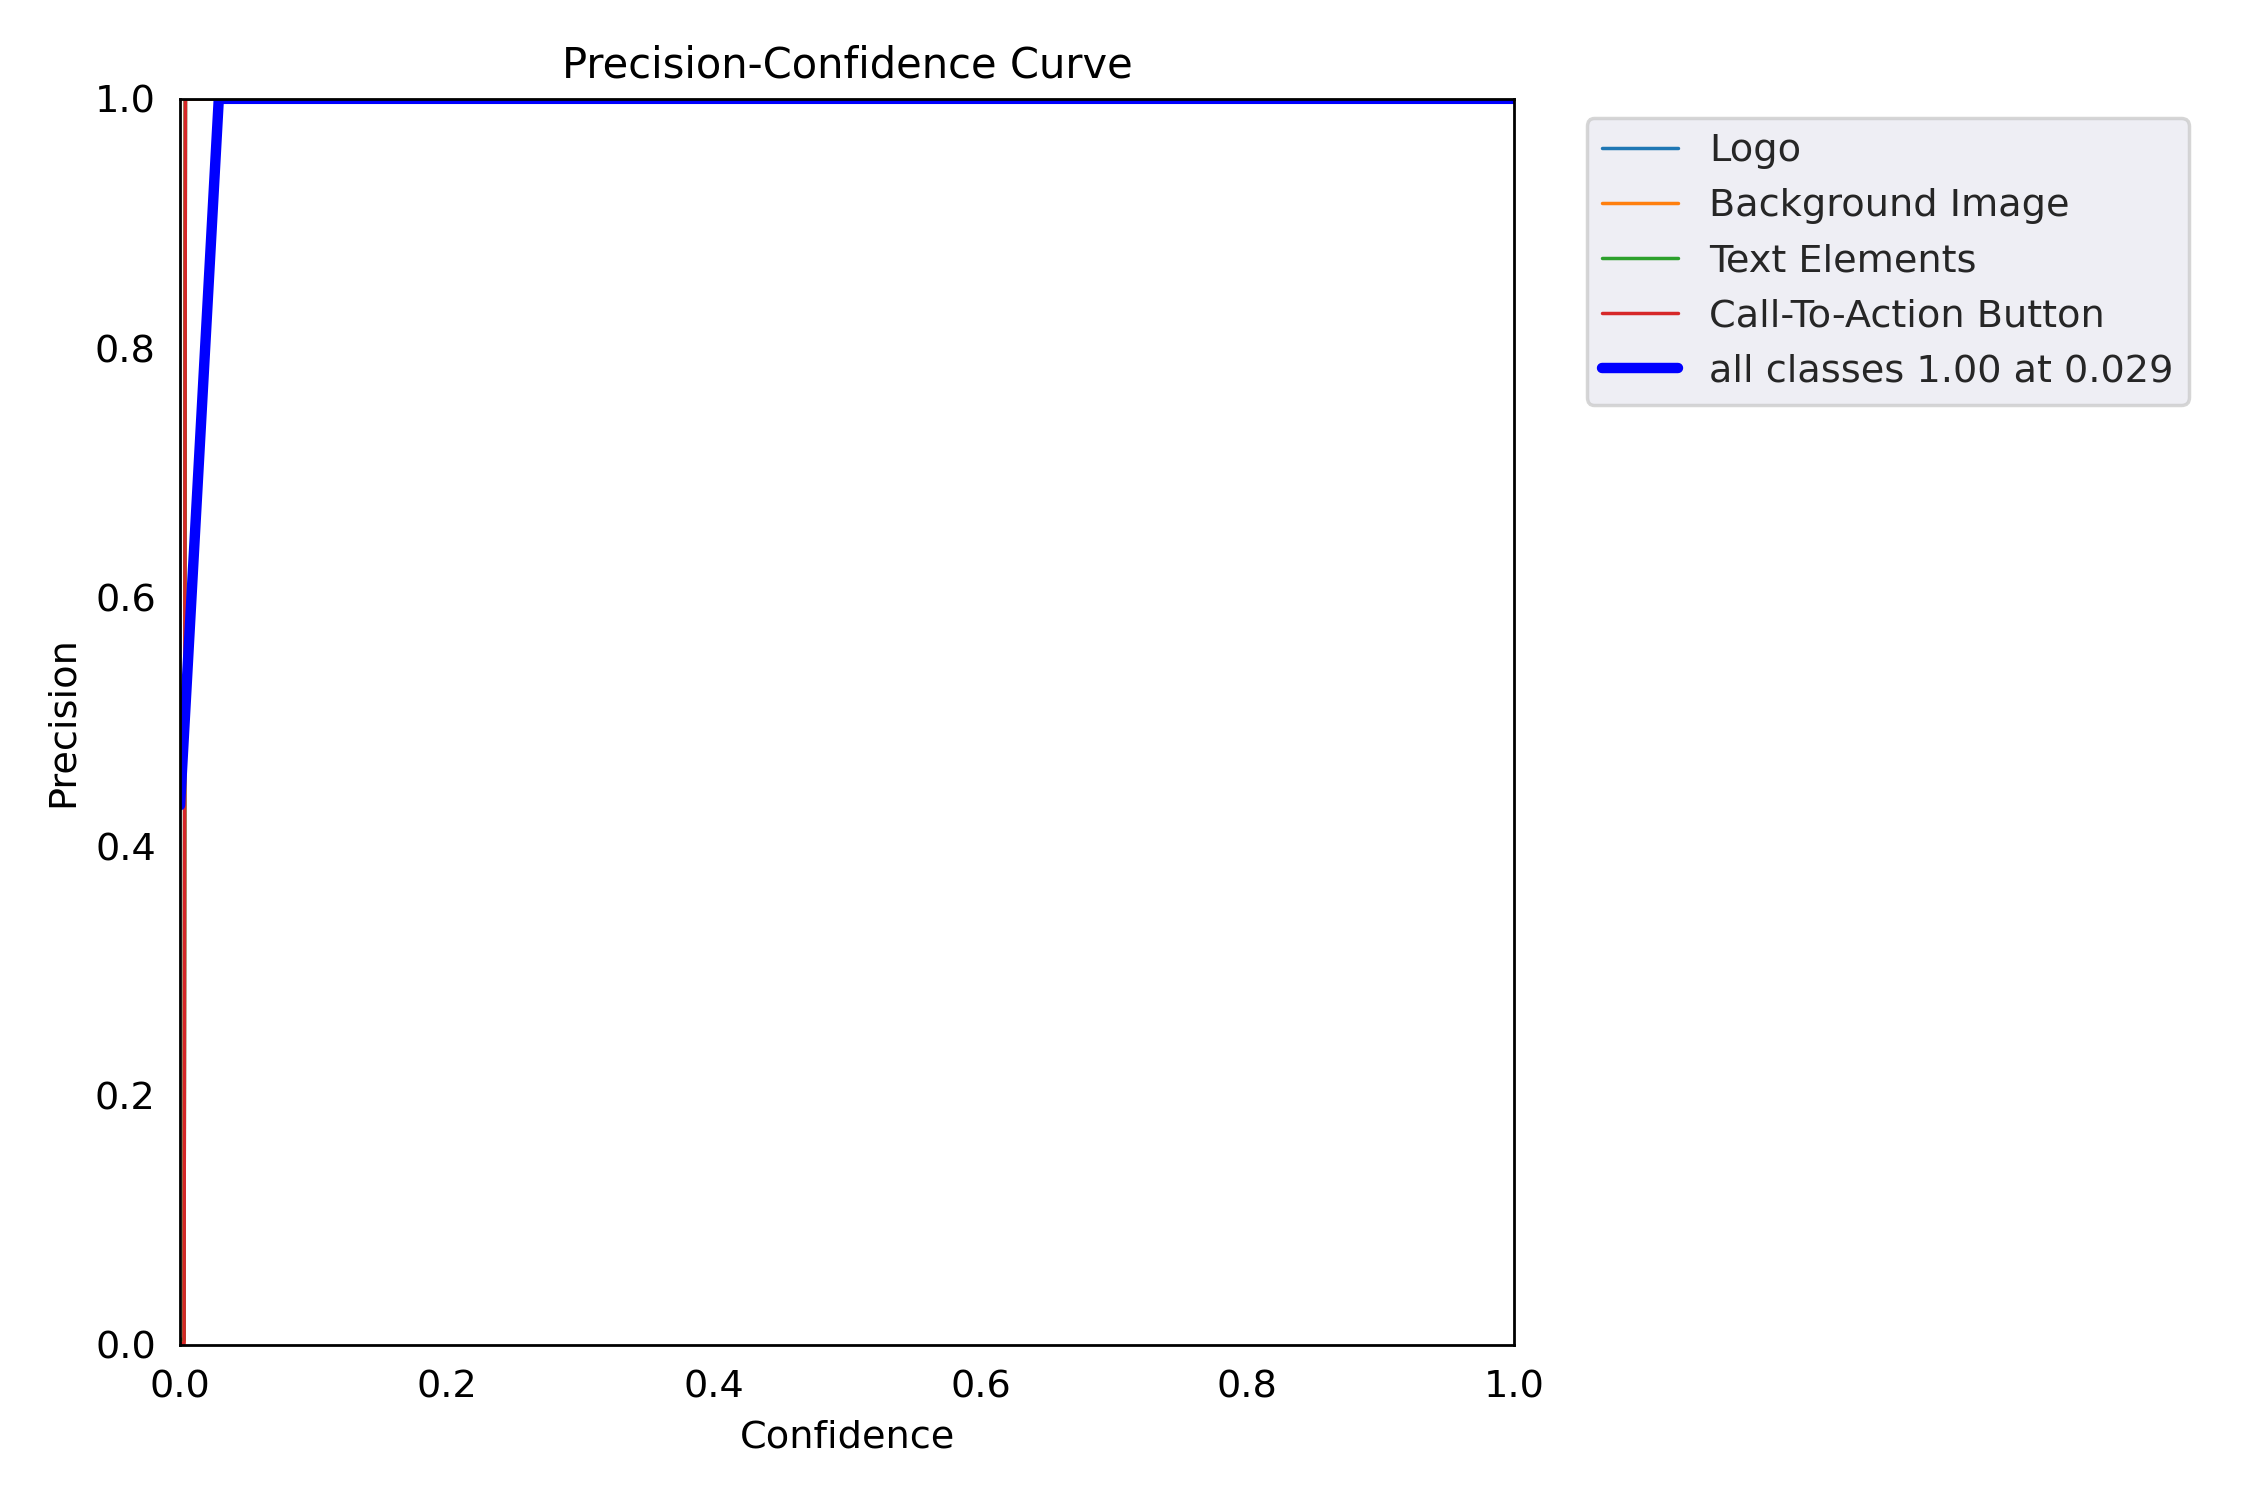 Precision-Confidence Curve
1.0
0.8
0.6
0.4
0.2
0.0
Precision
0.0 0.2 0.4 0.6 0.8 1.0
Confidence
Logo
Background Image
Text Elements
Call-To-Action Button
all classes 1.00 at 0.029